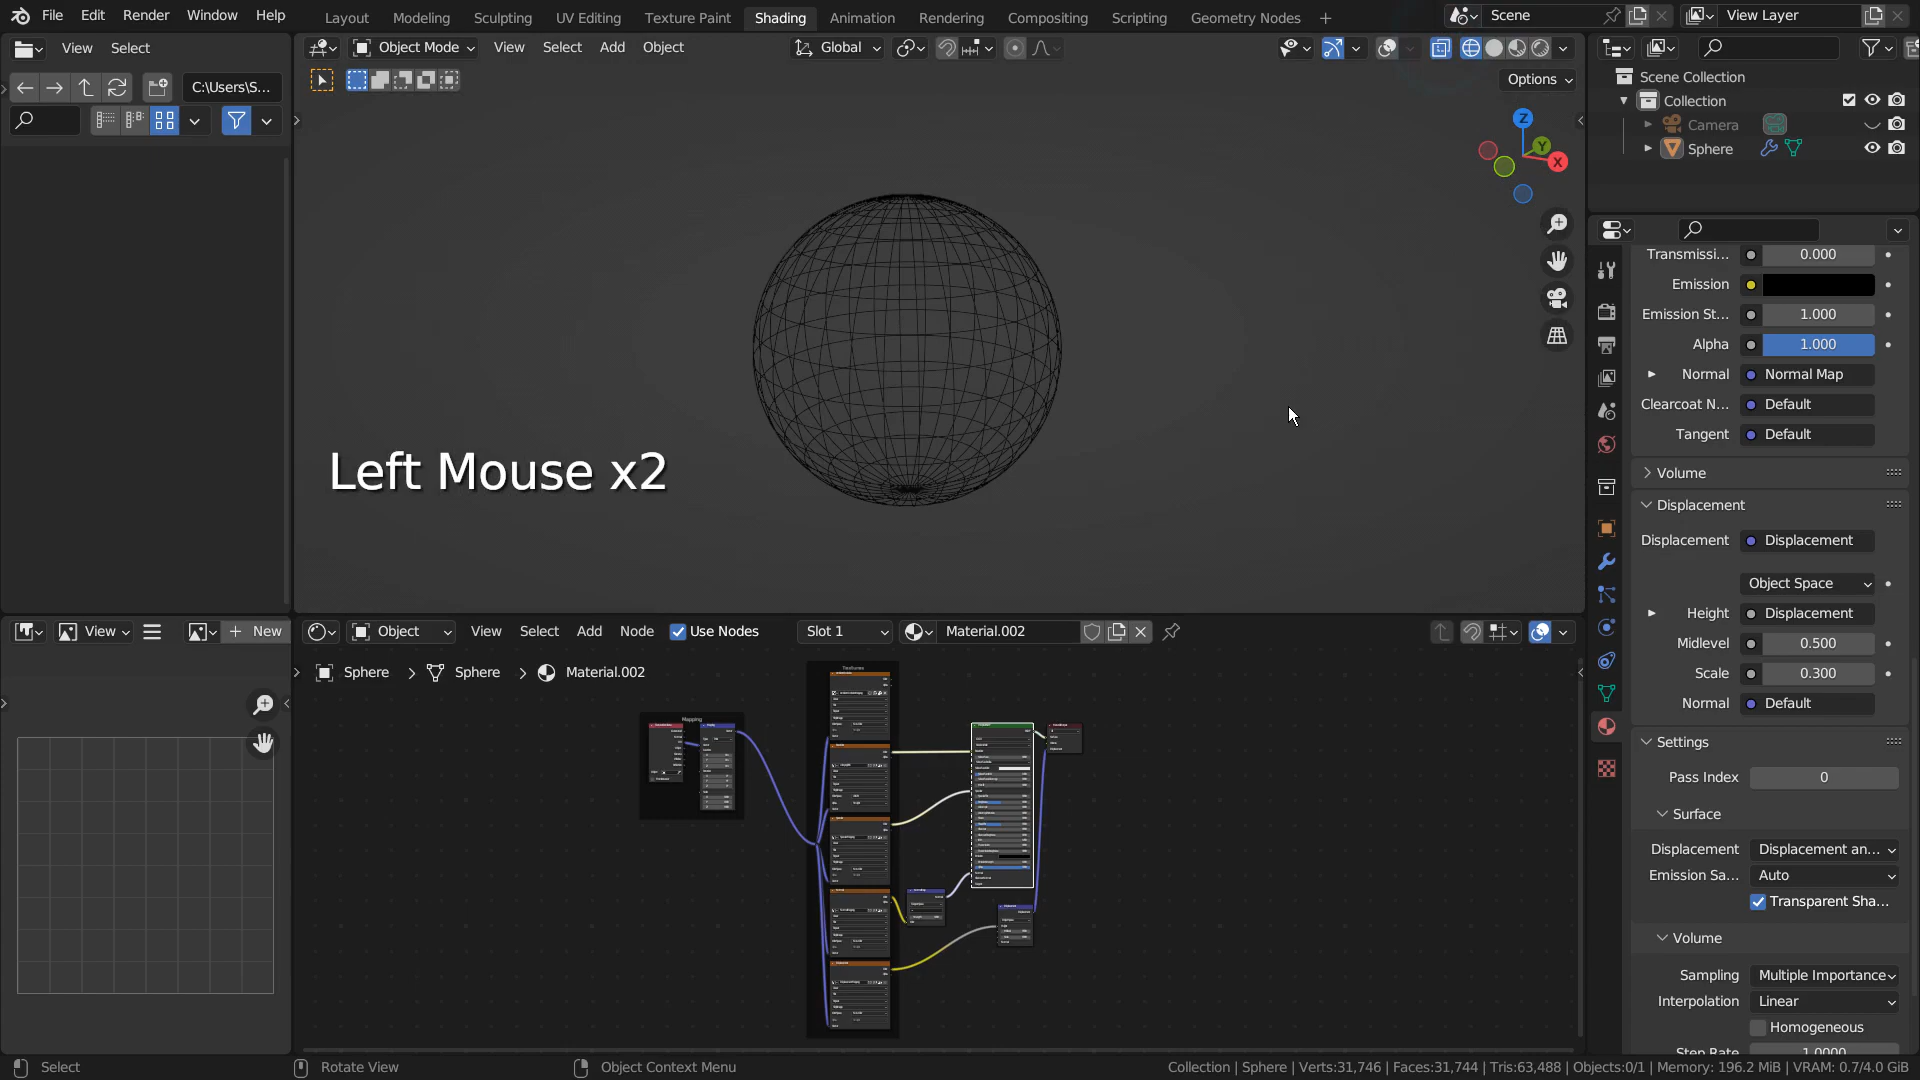 File Edit Render Window Help
Layout Modeling Sculpting UV Editing Texture Paint Shading Animation Rendering Compositing Scripting Geometry Nodes +
Scene
View Layer
View Select
Object Mode View Select Add Object
Global
C:\Users\S...
Options
Scene Collection
Collection
Camera
Sphere
Z
Y
X
Transmissi... 0.000
Emission
Emission St... 1.000
Alpha 1.000
Normal Normal Map
Clearcoat N... Default
Tangent Default
Volume
Displacement
Displacement Displacement
Object Space
Height Displacement
Midlevel 0.500
Scale 0.300
Normal Default
Settings
Pass Index 0
Surface
Displacement Displacement an...
Emission Sa... Auto
Transparent Sha...
Volume
Sampling Multiple Importance
Interpolation Linear
Homogeneous
Step Rate 1.0000
Left Mouse x2
View
+ New
Object View Select Add Node Use Nodes Slot 1 Material.002
Sphere > Sphere > Material.002
Mapping
Textures
Select
Rotate View
Object Context Menu
Collection | Sphere | Verts:31,746 | Faces:31,744 | Tris:63,488 | Objects:0/1 | Memory: 196.2 MiB | VRAM: 0.7/4.0 GiB